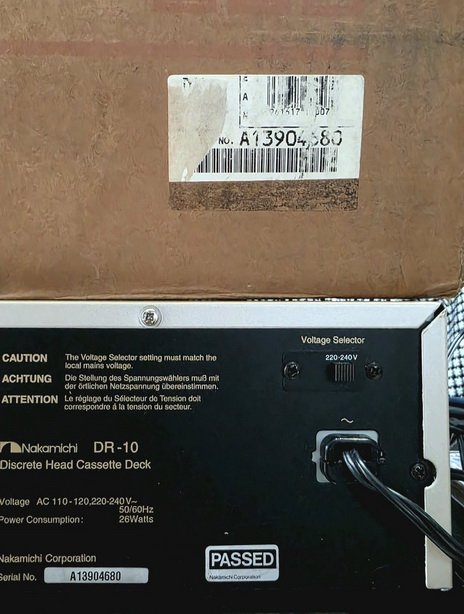 NO. A13904680
Voltage Selector
220-240V
CAUTION The Voltage Selector setting must match the
local mains voltage.
ACHTUNG Die Stellung des Spannungswählers muß mit
der örtlichen Netzspannung übereinstimmen.
ATTENTION Le réglage du Sélecteur de Tension doit
correspondre á la tension du secteur.
~
Nakamichi DR-10
Discrete Head Cassette Deck
Voltage AC 110-120,220-240V~
50/60Hz
Power Consumption: 26Watts
Nakamichi Corporation
Serial No. A13904680
PASSED
Nakamichi Corporation